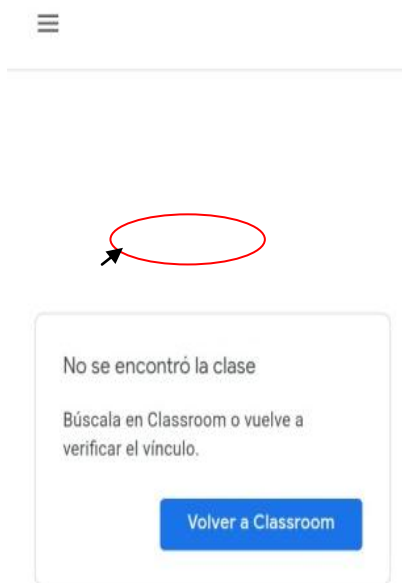 No se encontró la clase
Búscala en Classroom o vuelve a
verificar el vínculo.
Volver a Classroom